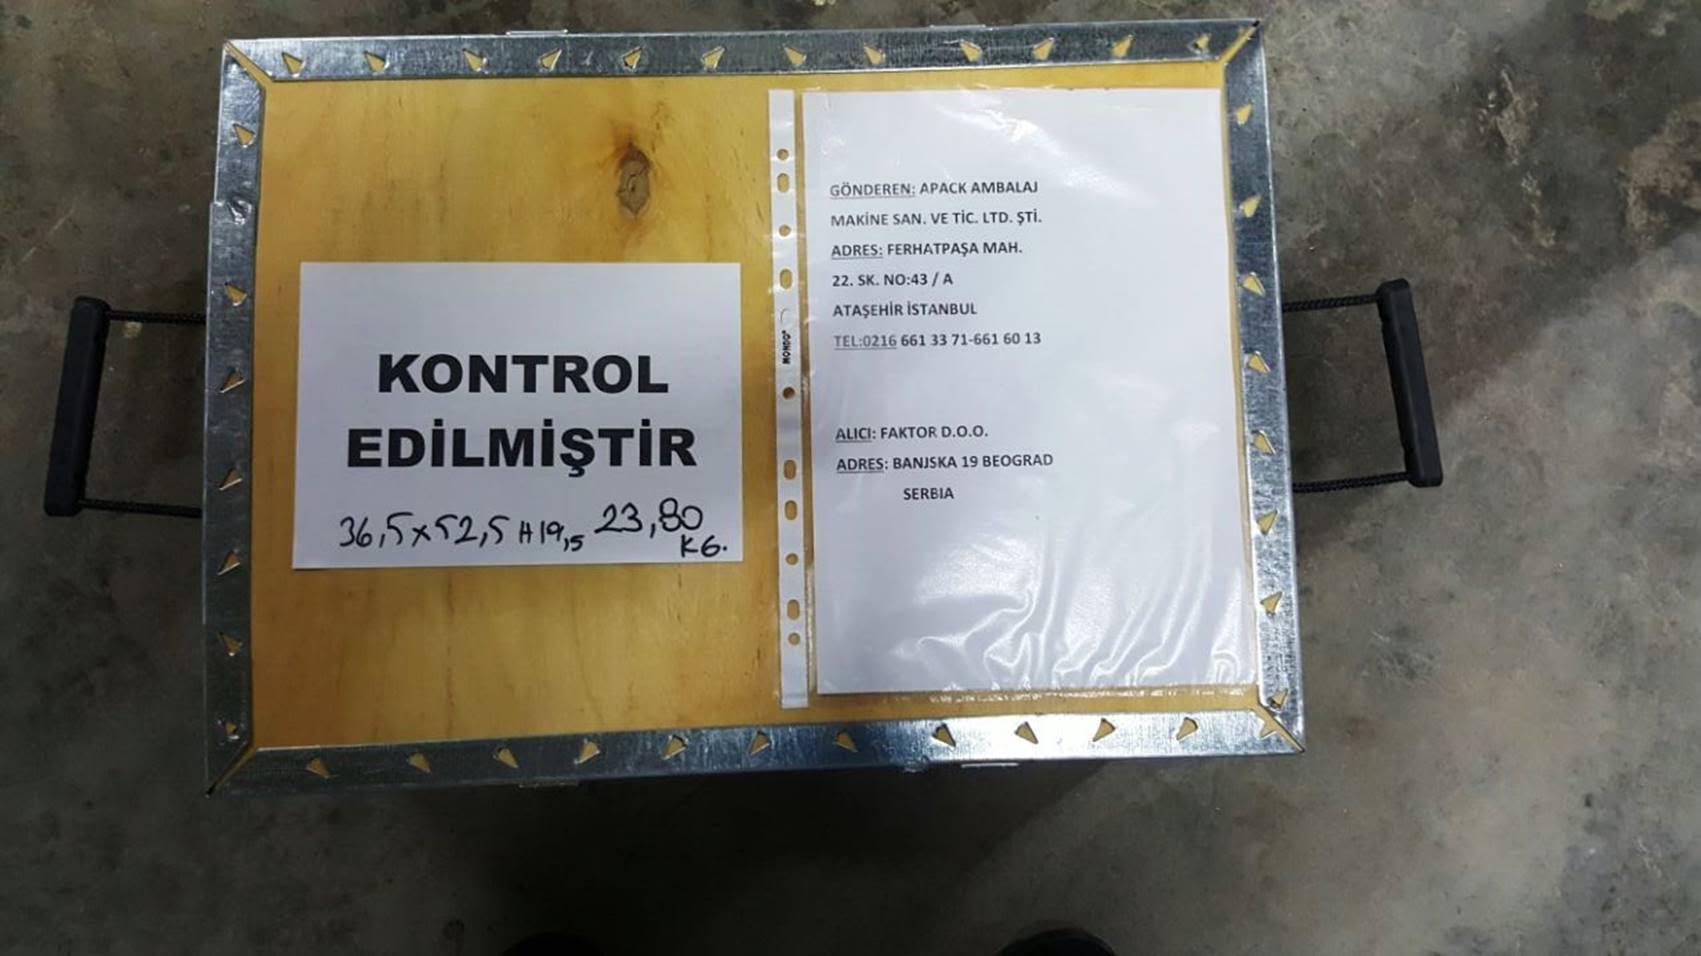 KONTROL
EDİLMİŞTİR
36,5x52,5 H19,5 23,80
KG.
MONDO
GÖNDEREN: APACK AMBALAJ
MAKİNE SAN. VE TİC. LTD. ŞTİ.
ADRES: FERHATPAŞA MAH.
22. SK. NO:43 / A
ATAŞEHİR İSTANBUL
TEL:0216 661 33 71-661 60 13
ALICI: FAKTOR D.O.O.
ADRES: BANJSKA 19 BEOGRAD
SERBIA